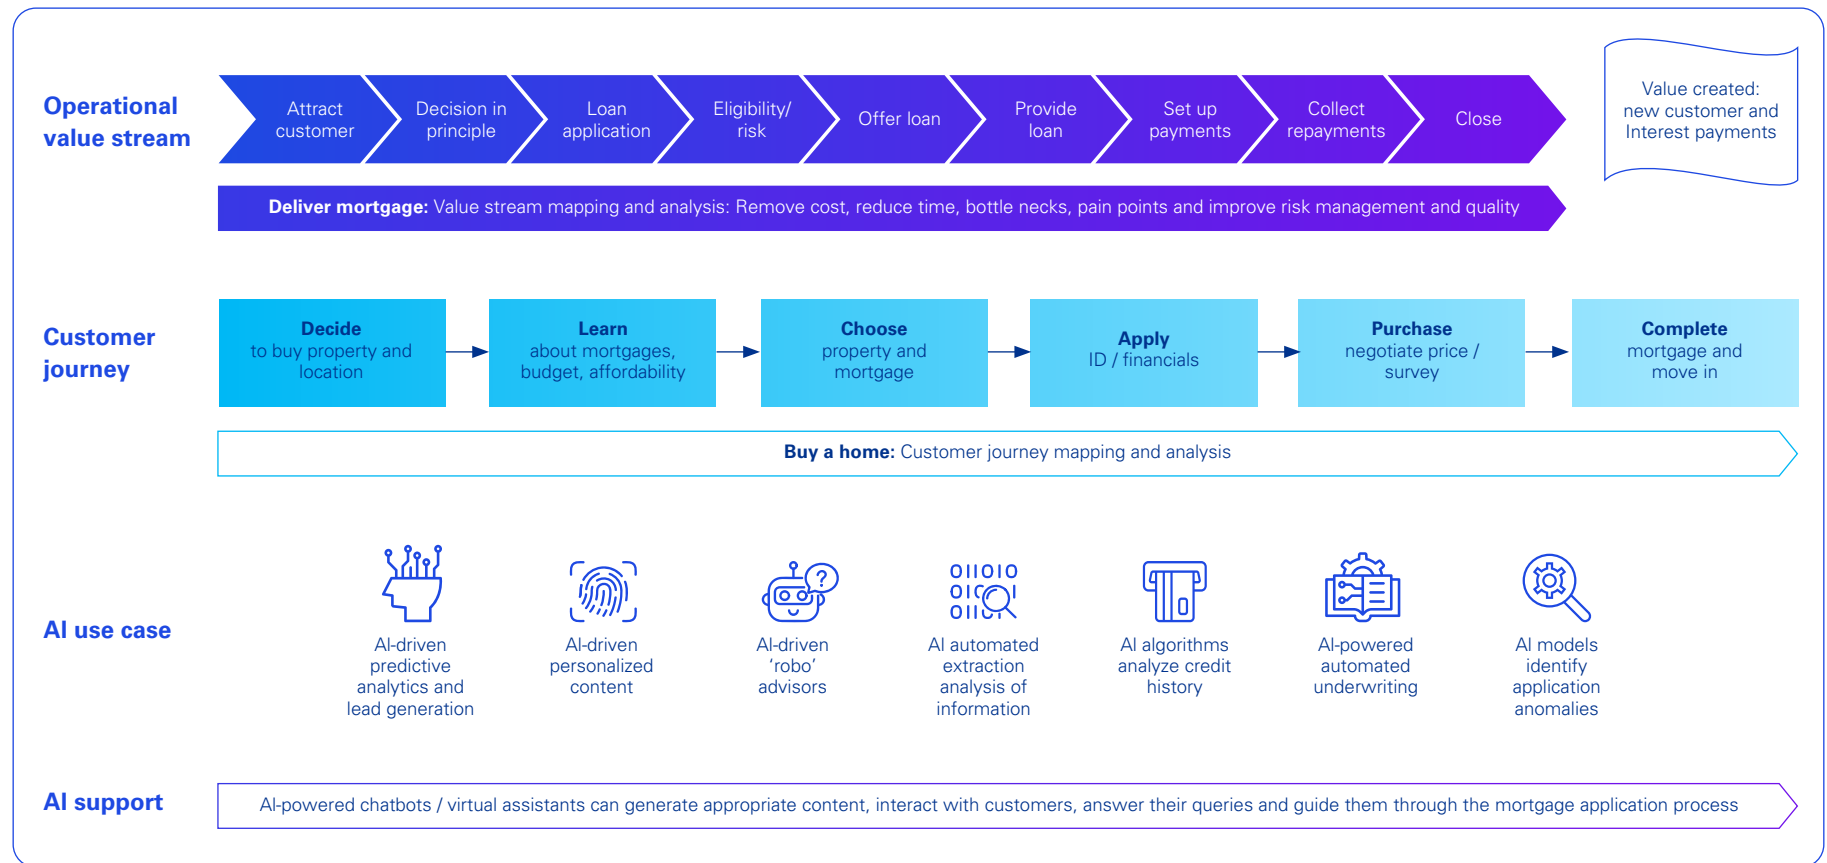 Operational
value stream
Attract
customer
Decision in
principle
Loan
application
Eligibility/
risk
Offer loan
Provide
loan
Set up
payments
Collect
repayments
Close
Value created:
new customer and
Interest payments
Deliver mortgage: Value stream mapping and analysis: Remove cost, reduce time, bottle necks, pain points and improve risk management and quality
Customer
journey
Decide
to buy property and
location
Learn
about mortgages,
budget, affordability
Choose
property and
mortgage
Apply
ID / financials
Purchase
negotiate price /
survey
Complete
mortgage and
move in
Buy a home: Customer journey mapping and analysis
AI use case
?
011010
AI-driven
predictive
analytics and
lead generation
AI-driven
personalized
content
AI-driven
‘robo’
advisors
AI automated
extraction
analysis of
information
AI algorithms
analyze credit
history
AI-powered
automated
underwriting
AI models
identify
application
anomalies
AI support
AI-powered chatbots / virtual assistants can generate appropriate content, interact with customers, answer their queries and guide them through the mortgage application process